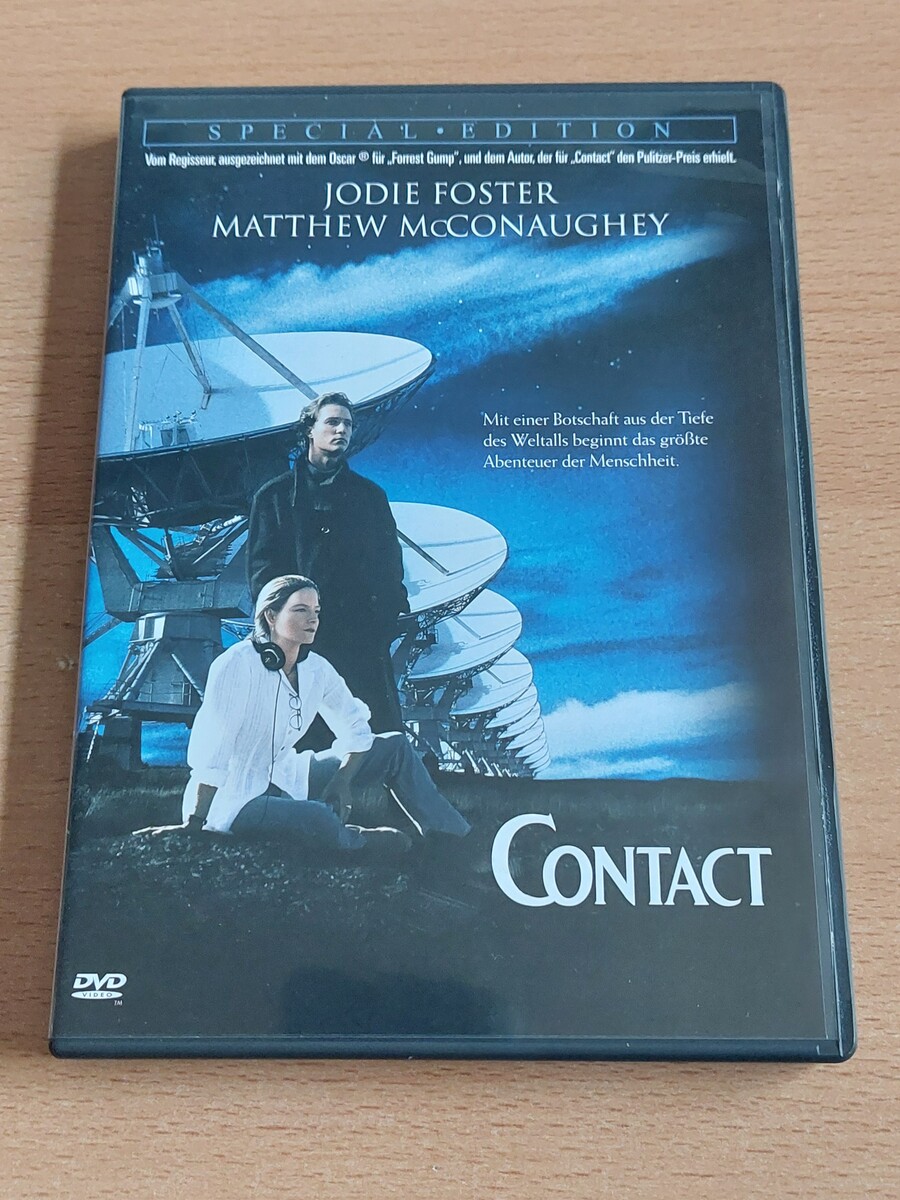 SPECIAL • EDITION
Vom Regisseur, ausgezeichnet mit dem Oscar ® für „Forrest Gump", und dem Autor, der für „Contact" den Pulitzer-Preis erhielt.
JODIE FOSTER
MATTHEW McCONAUGHEY
Mit einer Botschaft aus der Tiefe
des Weltalls beginnt das größte
Abenteuer der Menschheit.
CONTACT
DVD
VIDEO
TM